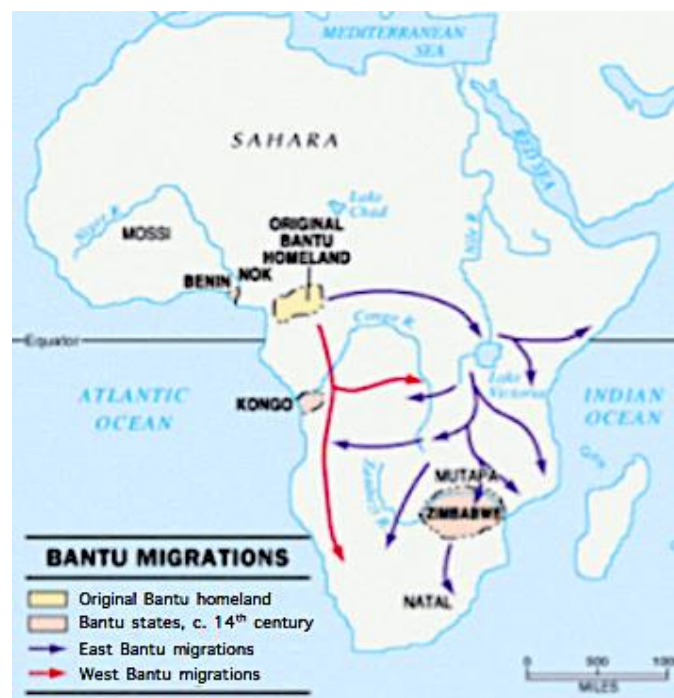 MEDITERRANEAN
SEA
SAHARA
RED SEA
Lake
Chad
Niger R.
MOSSI
Nile R.
ORIGINAL
BANTU
HOMELAND
NOK
BENIN
Congo R.
Equator
Lake
Victoria
KONGO
ATLANTIC
OCEAN
INDIAN
OCEAN
MUTAPA
ZIMBABWE
NATAL
BANTU MIGRATIONS
Original Bantu homeland
Bantu states, c. 14th century
East Bantu migrations
West Bantu migrations
0 500
MILES